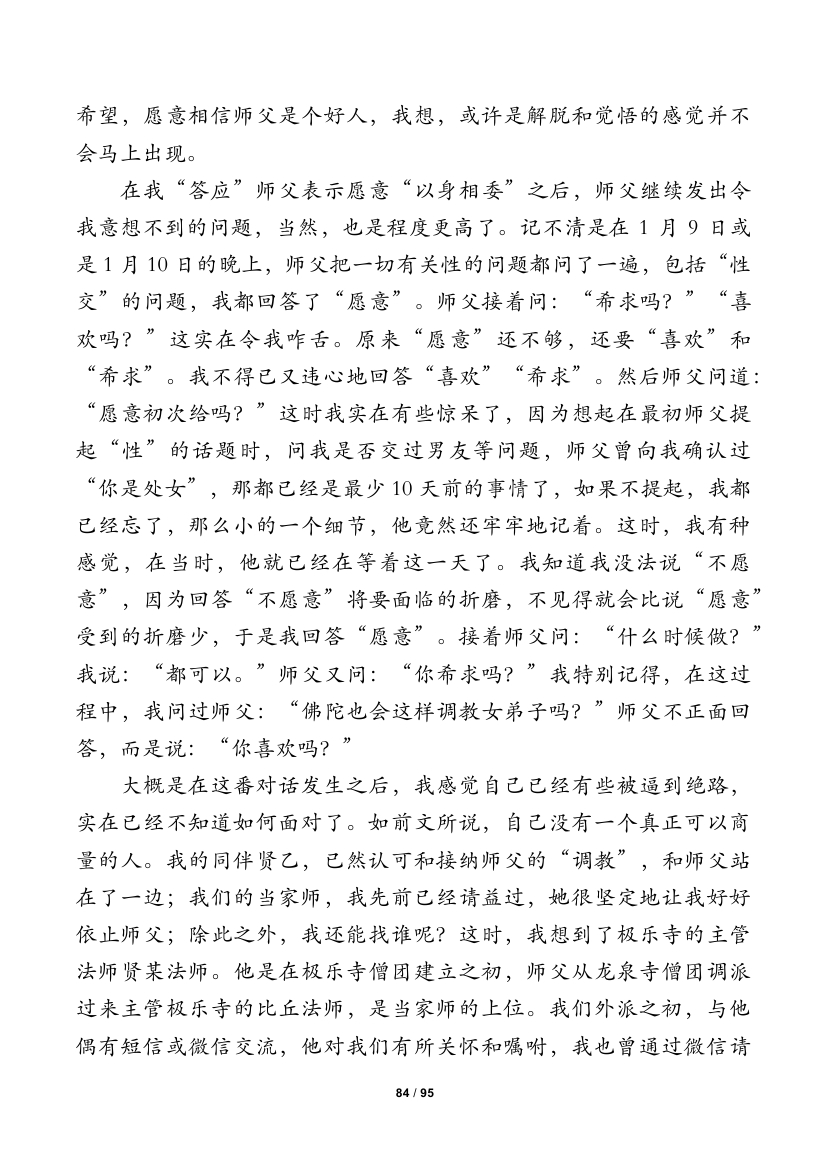 希望，愿意相信师父是个好人，我想，或许是解脱和觉悟的感觉并不
会马上出现。
在我“答应”师父表示愿意“以身相委”之后，师父继续发出令
我意想不到的问题，当然，也是程度更高了。记不清是在 1 月 9 日或
是 1 月 10 日的晚上，师父把一切有关性的问题都问了一遍，包括“性
交”的问题，我都回答了“愿意”。师父接着问：“希求吗？”“喜
欢吗？”这实在令我咋舌。原来“愿意”还不够，还要“喜欢”和
“希求”。我不得已又违心地回答“喜欢”“希求”。然后师父问道：
“愿意初次给吗？”这时我实在有些惊呆了，因为想起在最初师父提
起“性”的话题时，问我是否交过男友等问题，师父曾向我确认过
“你是处女”，那都已经是最少 10 天前的事情了，如果不提起，我都
已经忘了，那么小的一个细节，他竟然还牢牢地记着。这时，我有种
感觉，在当时，他就已经在等着这一天了。我知道我没法说“不愿
意”，因为回答“不愿意”将要面临的折磨，不见得就会比说“愿意”
受到的折磨少，于是我回答“愿意”。接着师父问：“什么时候做？”
我说：“都可以。”师父又问：“你希求吗？”我特别记得，在这过
程中，我问过师父：“佛陀也会这样调教女弟子吗？”师父不正面回
答，而是说：“你喜欢吗？”
大概是在这番对话发生之后，我感觉自己已经有些被逼到绝路，
实在已经不知道如何面对了。如前文所说，自己没有一个真正可以商
量的人。我的同伴贤乙，已然认可和接纳师父的“调教”，和师父站
在了一边；我们的当家师，我先前已经请益过，她很坚定地让我好好
依止师父；除此之外，我还能找谁呢？这时，我想到了极乐寺的主管
法师贤某法师。他是在极乐寺僧团建立之初，师父从龙泉寺僧团调派
过来主管极乐寺的比丘法师，是当家师的上位。我们外派之初，与他
偶有短信或微信交流，他对我们有所关怀和嘱咐，我也曾通过微信请
84 / 95